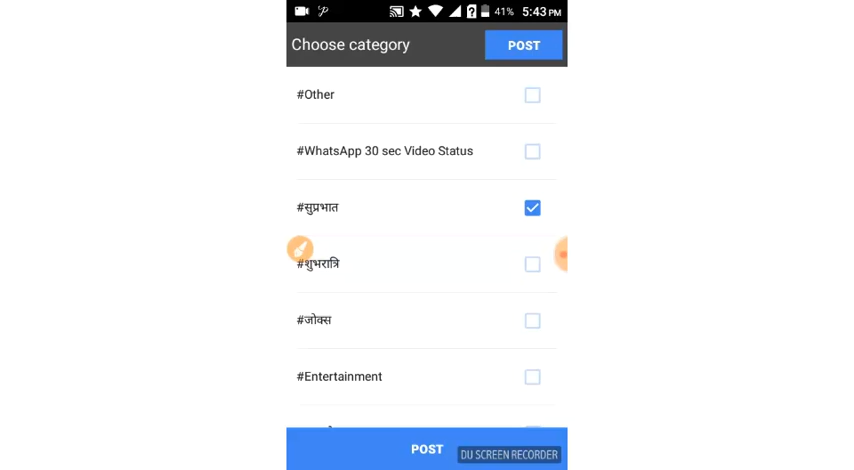 41% 5:43 PM
Choose category POST
#Other
#WhatsApp 30 sec Video Status
#सुप्रभात
#शुभरात्रि
#जोक्स
#Entertainment
POST
DU SCREEN RECORDER